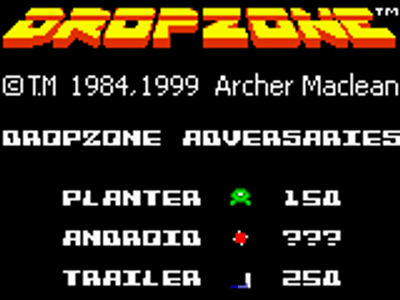 DROPZONE™
©T.M 1984,1999 Archer Maclean
DROPZONE ADVERSARIES
PLANTER 150
ANDROID ???
TRAILER 250